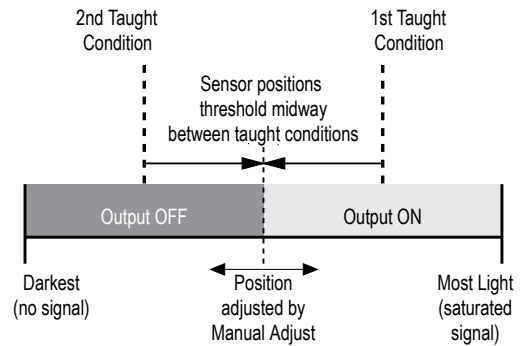 2nd Taught
Condition
1st Taught
Condition
Sensor positions
threshold midway
between taught conditions
Output OFF
Output ON
Darkest
(no signal)
Position
adjusted by
Manual Adjust
Most Light
(saturated
signal)